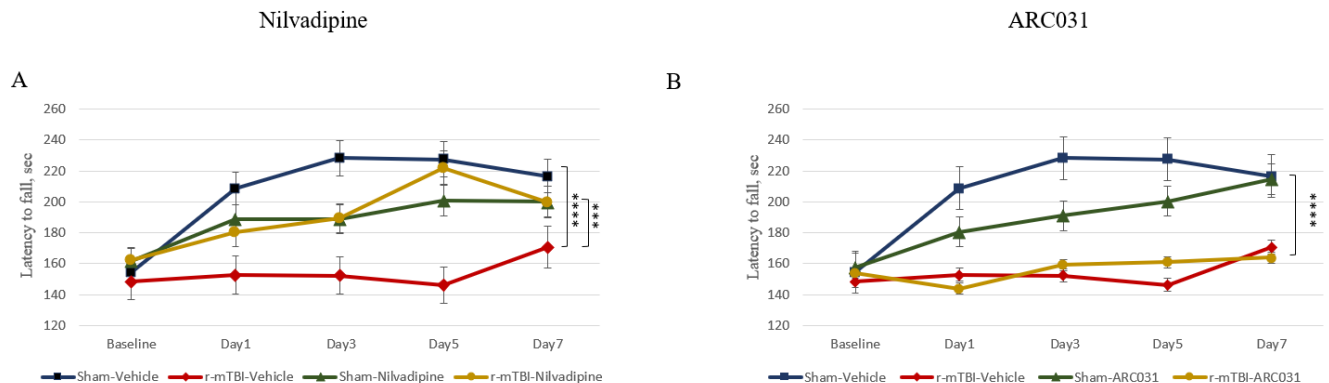 Nilvadipine
ARC031
A
Latency to fall, sec
260
240
220
200
180
160
140
120
Baseline Day1 Day3 Day5 Day7
****
***
Sham-Vehicle r-mTBI-Vehicle Sham-Nilvadipine r-mTBI-Nilvadipine
B
Latency to fall, sec
260
240
220
200
180
160
140
120
Baseline Day1 Day3 Day5 Day7
****
Sham-Vehicle r-mTBI-Vehicle Sham-ARC031 r-mTBI-ARC031